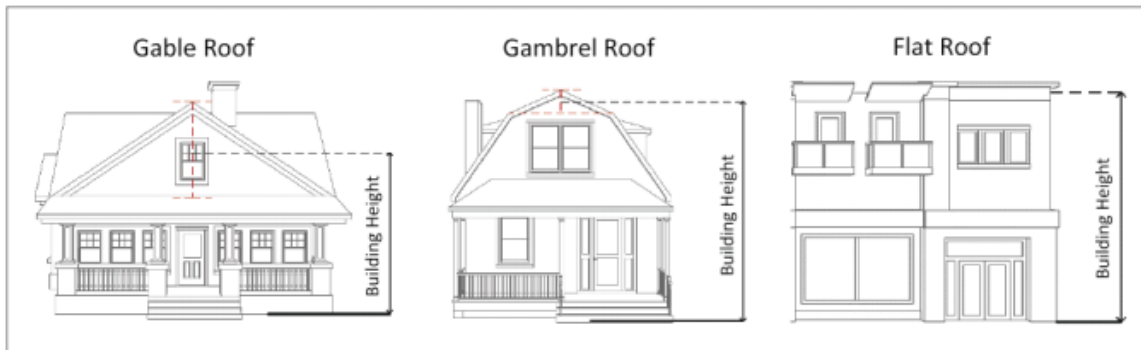 Gable Roof
Gambrel Roof
Flat Roof
Building Height
Building Height
Building Height